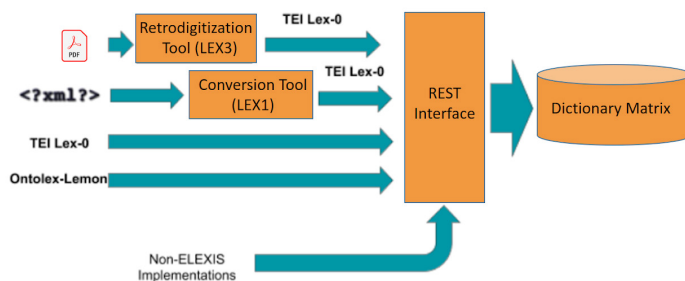 PDF
Retrodigitization
Tool (LEX3)
TEI Lex-0
<?xml?>
Conversion Tool
(LEX1)
TEI Lex-0
TEI Lex-0
Ontolex-Lemon
REST
Interface
Dictionary Matrix
Non-ELEXIS
Implementations